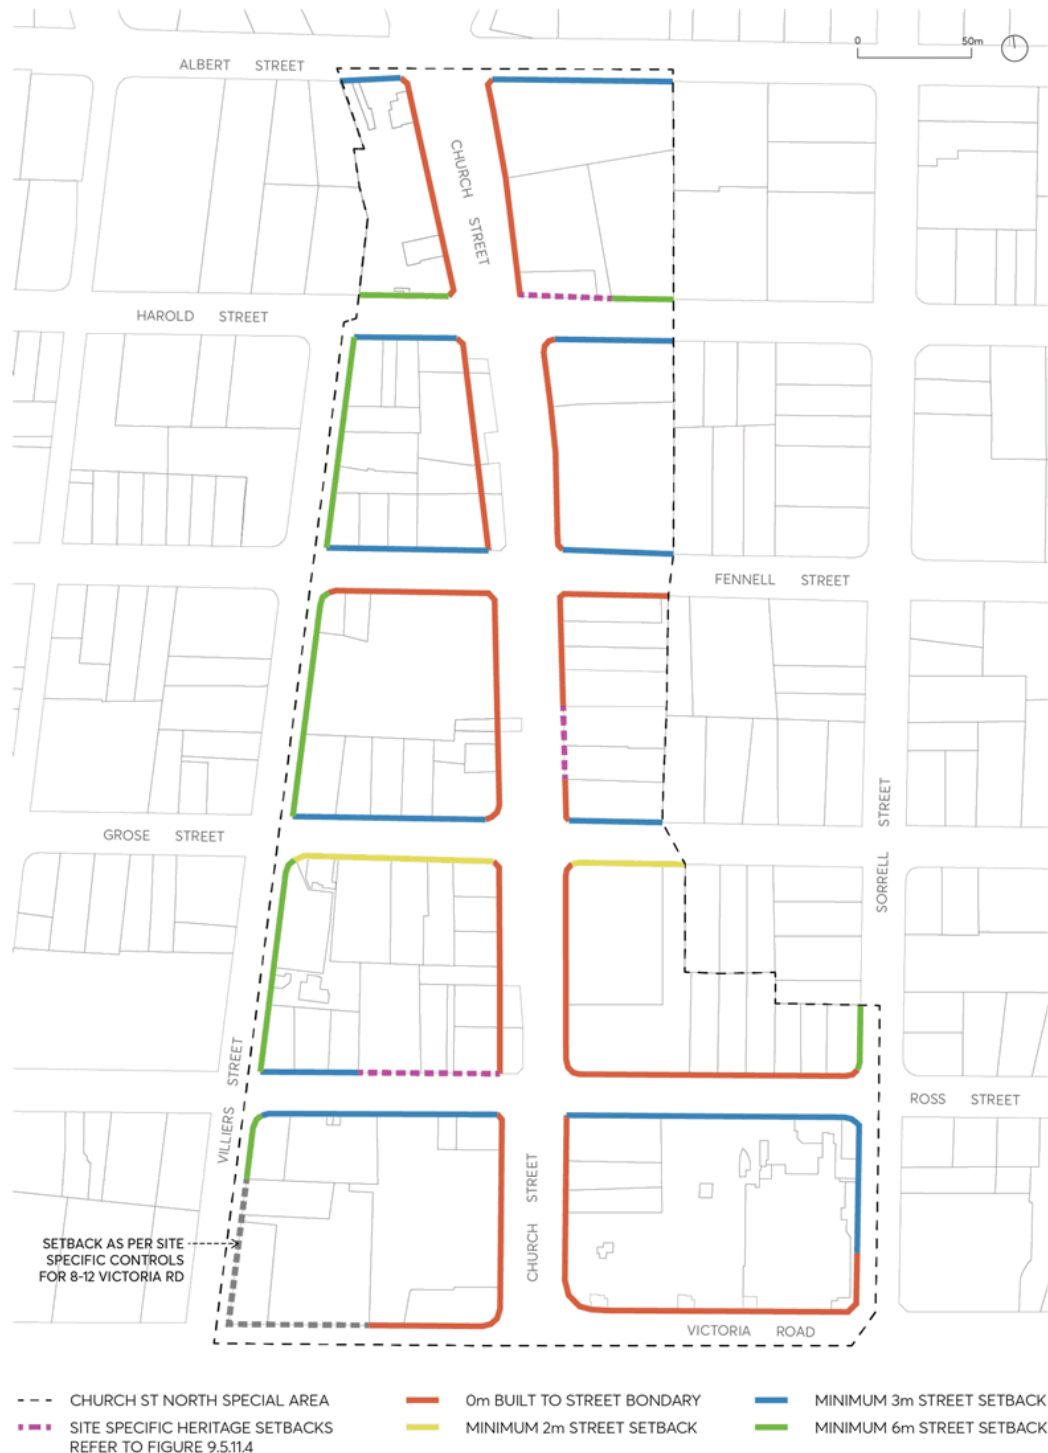 0 50m
ALBERT STREET
CHURCH STREET
HAROLD STREET
FENNELL STREET
GROSE STREET
SORRELL STREET
VILLIERS STREET
ROSS STREET
CHURCH STREET
SETBACK AS PER SITE
SPECIFIC CONTROLS
FOR 8-12 VICTORIA RD
VICTORIA ROAD
CHURCH ST NORTH SPECIAL AREA
SITE SPECIFIC HERITAGE SETBACKS
REFER TO FIGURE 9.5.11.4
0m BUILT TO STREET BONDARY
MINIMUM 2m STREET SETBACK
MINIMUM 3m STREET SETBACK
MINIMUM 6m STREET SETBACK